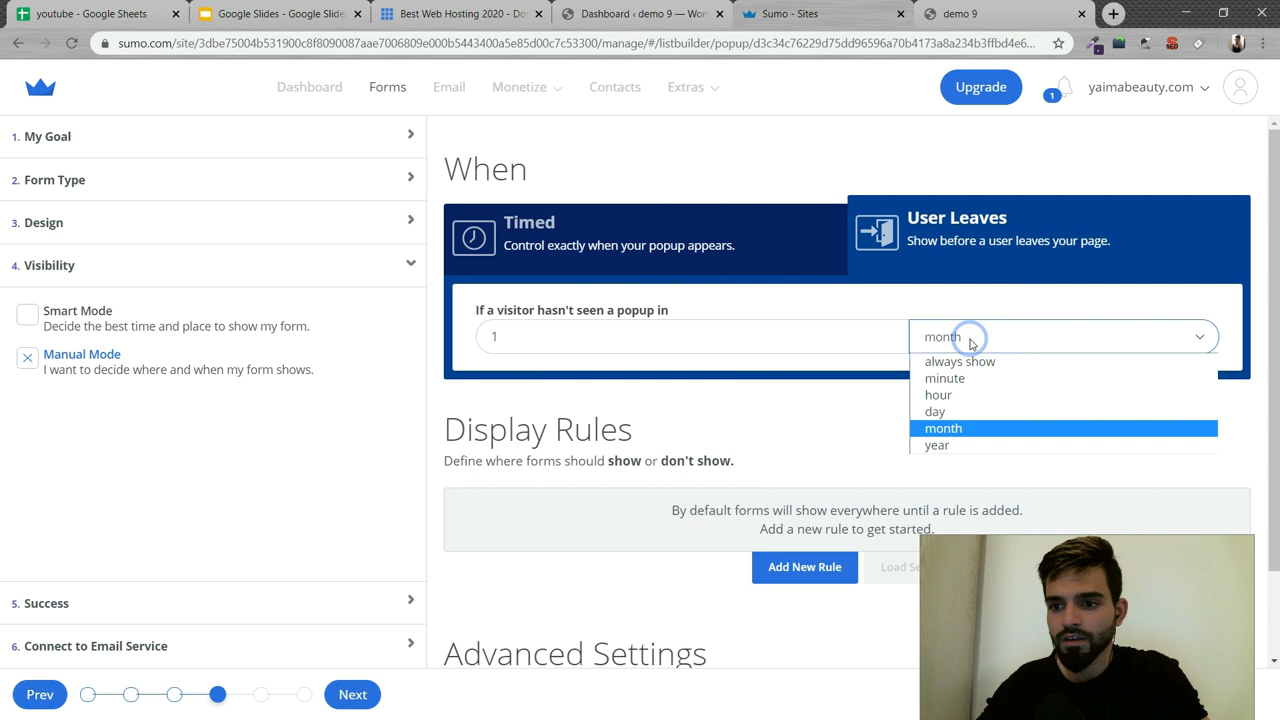 youtube - Google Sheets
Google Slides - Google Slides
Best Web Hosting 2020 - Do
Dashboard ‹ demo 9 — Wor
Sumo - Sites
demo 9
sumo.com/site/3dbe75004b531900c8f8090087aae7006809e000b5443400a5e85d00c7c53300/manage/#/listbuilder/popup/d3c34c76229d75dd96596a70b4173a8a234b3ffbd4e6...
SEO
Dashboard
Forms
Email
Monetize
Contacts
Extras
Upgrade
1
yaimabeauty.com
1. My Goal
2. Form Type
3. Design
4. Visibility
Smart Mode
Decide the best time and place to show my form.
Manual Mode
I want to decide where and when my form shows.
5. Success
6. Connect to Email Service
Prev
Next
When
Timed
Control exactly when your popup appears.
User Leaves
Show before a user leaves your page.
If a visitor hasn't seen a popup in
1
month
always show
minute
hour
day
month
year
Display Rules
Define where forms should show or don't show.
By default forms will show everywhere until a rule is added.
Add a new rule to get started.
Add New Rule
Load Se
Advanced Settings